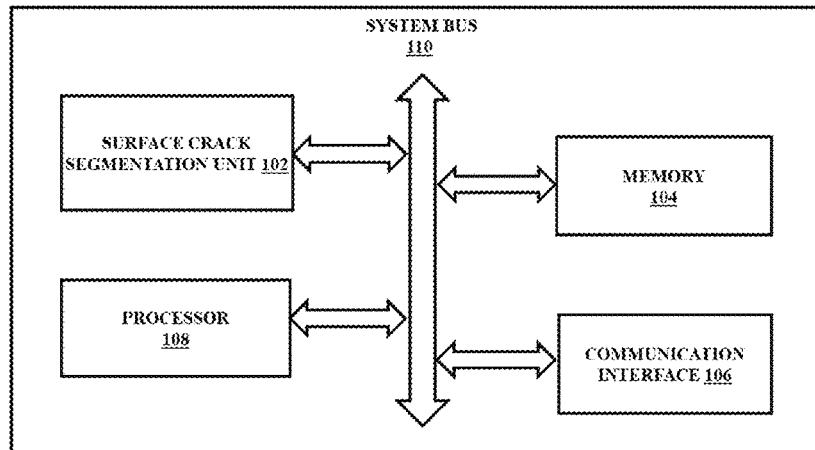 SYSTEM BUS
110
SURFACE CRACK
SEGMENTATION UNIT 102
MEMORY
104
PROCESSOR
108
COMMUNICATION
INTERFACE 106